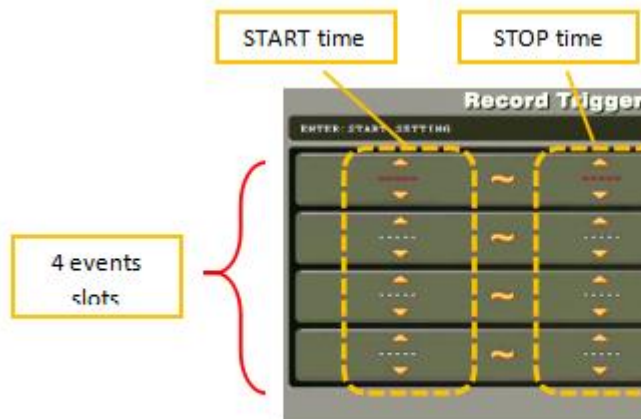 START time
STOP time
Record Trigger
ENTER:START SETTING
----- ~ -----
----- ~ -----
----- ~ -----
----- ~ -----
4 events
slots